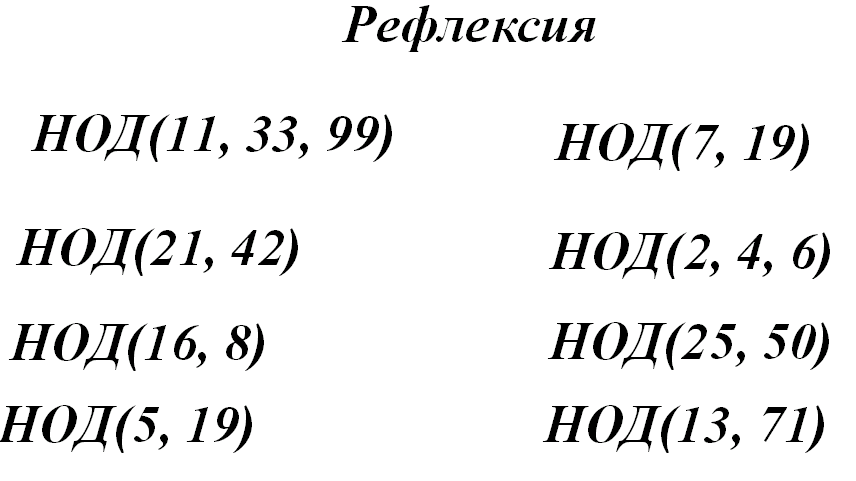 Рефлексия
НОД(11, 33, 99)
НОД(7, 19)
НОД(21, 42)
НОД(2, 4, 6)
НОД(16, 8)
НОД(25, 50)
НОД(5, 19)
НОД(13, 71)